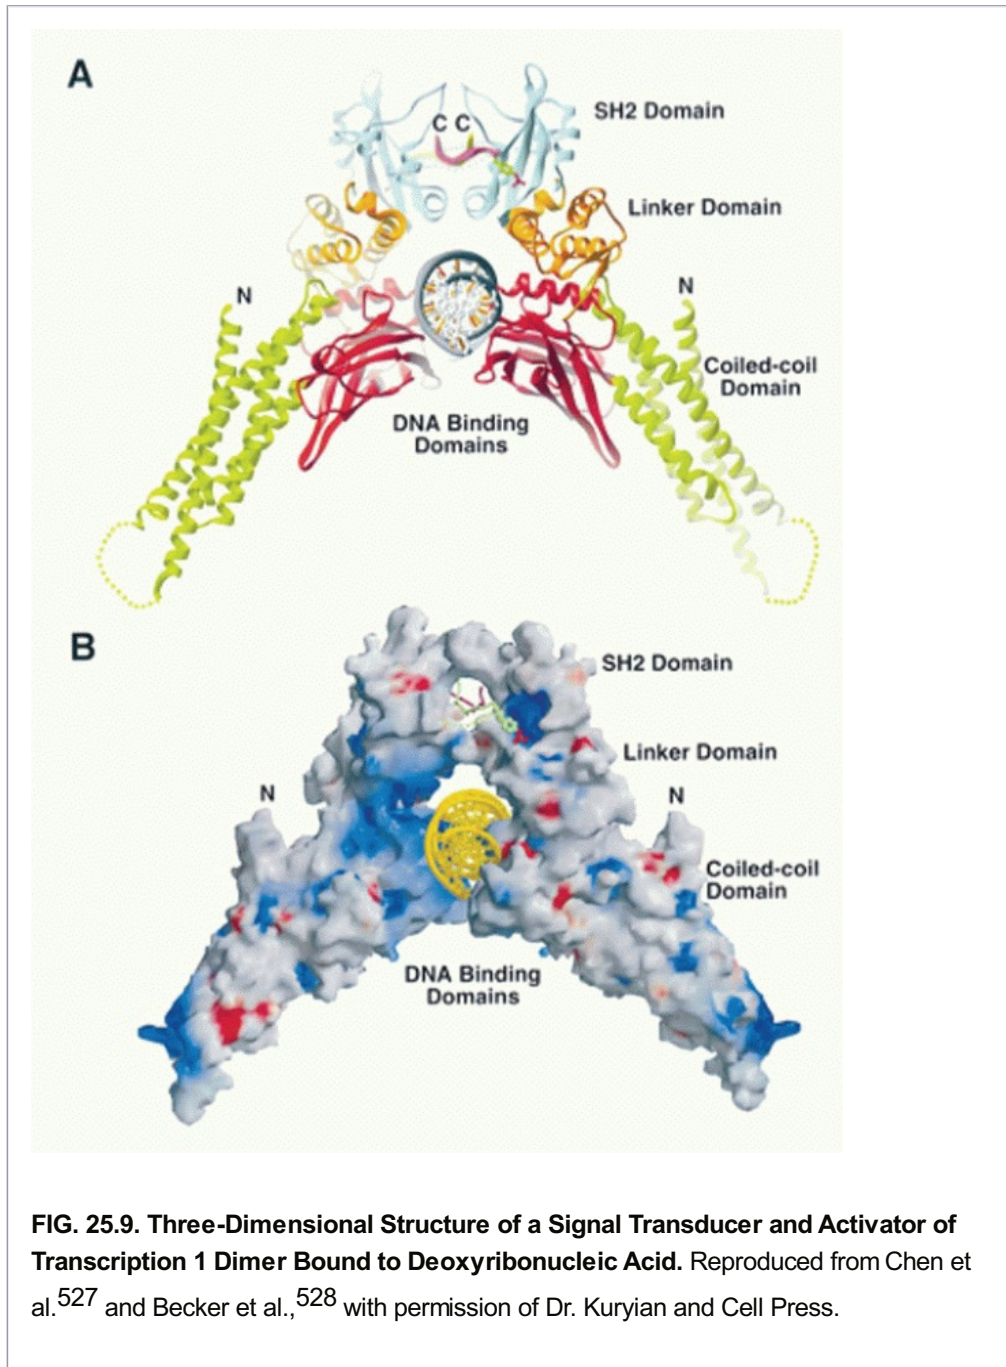 A
SH2 Domain
C C
Linker Domain
N
N
Coiled-coil
Domain
DNA Binding
Domains
B
SH2 Domain
Linker Domain
N
N
Coiled-coil
Domain
DNA Binding
Domains
FIG. 25.9. Three-Dimensional Structure of a Signal Transducer and Activator of
Transcription 1 Dimer Bound to Deoxyribonucleic Acid. Reproduced from Chen et
al.527 and Becker et al.,528 with permission of Dr. Kuryian and Cell Press.